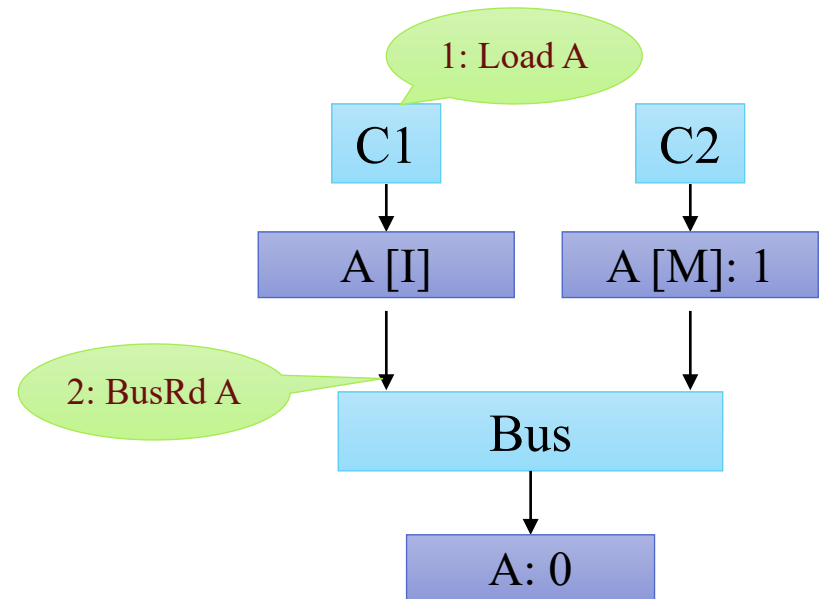 1: Load A
C1
C2
A [I]
A [M]: 1
2: BusRd A
Bus
A: 0